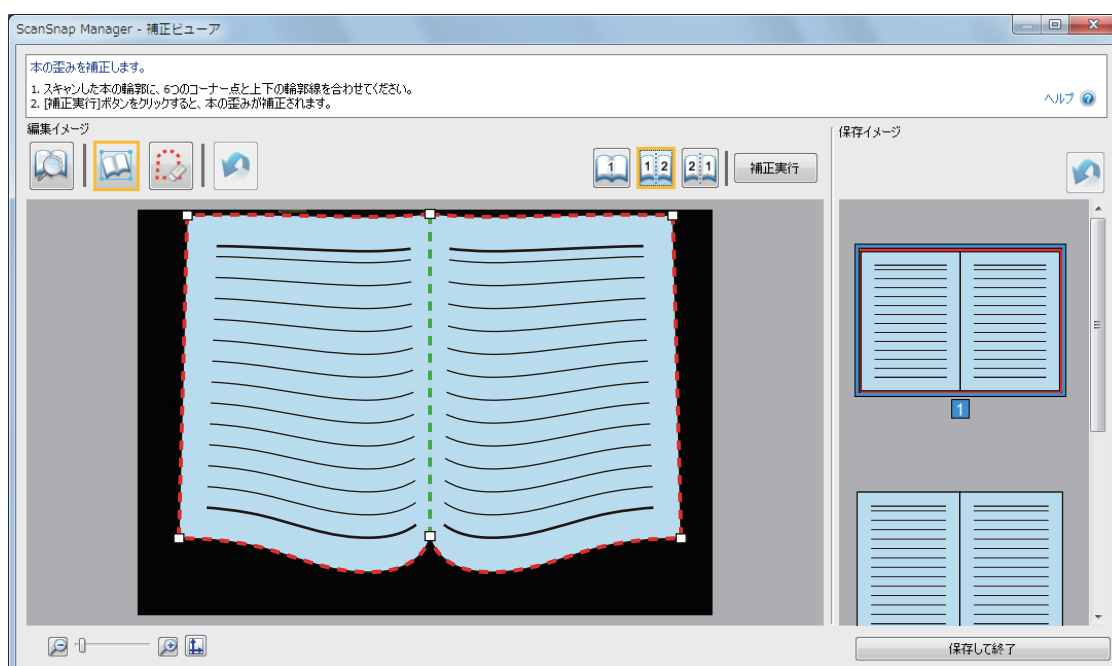 ScanSnap Manager - 補正ビューア
本の歪みを補正します。
1. スキャンした本の輪郭に、6つのコーナー点と上下の輪郭線を合わせてください。
2. [補正実行]ボタンをクリックすると、本の歪みが補正されます。
ヘルプ ?
編集イメージ
保存イメージ
1
1 2
2 1
補正実行
1
保存して終了